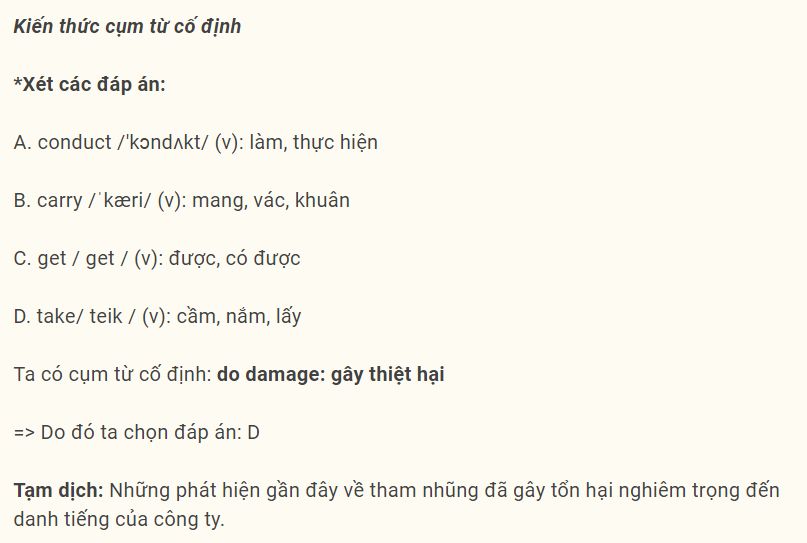 Kiến thức cụm từ cố định
*Xét các đáp án:
A. conduct /'kɔndʌkt/ (v): làm, thực hiện
B. carry /ˈkæri/ (v): mang, vác, khuân
C. get / get / (v): được, có được
D. take/ teik / (v): cầm, nắm, lấy
Ta có cụm từ cố định: do damage: gây thiệt hại
=> Do đó ta chọn đáp án: D
Tạm dịch: Những phát hiện gần đây về tham nhũng đã gây tổn hại nghiêm trọng đến
danh tiếng của công ty.